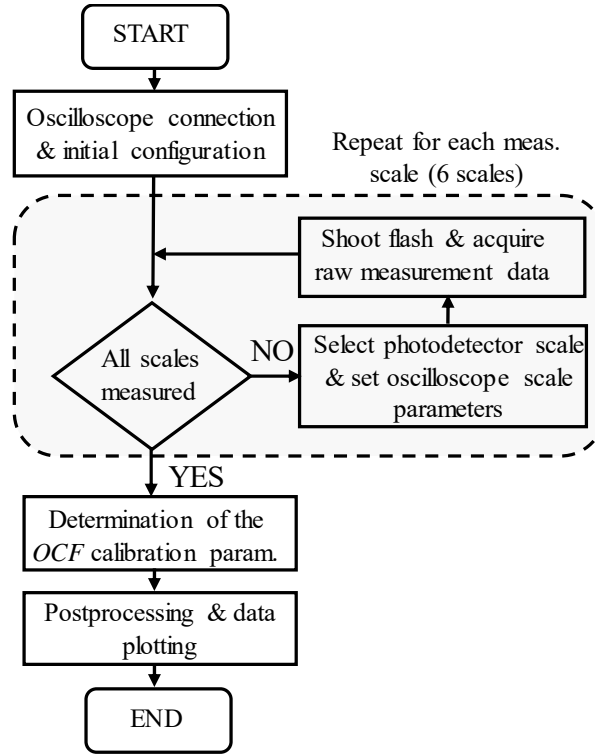 START
Oscilloscope connection
& initial configuration
Repeat for each meas.
scale (6 scales)
Shoot flash & acquire
raw measurement data
All scales
measured
NO
Select photodetector scale
& set oscilloscope scale
parameters
YES
Determination of the
OCF calibration param.
Postprocessing & data
plotting
END